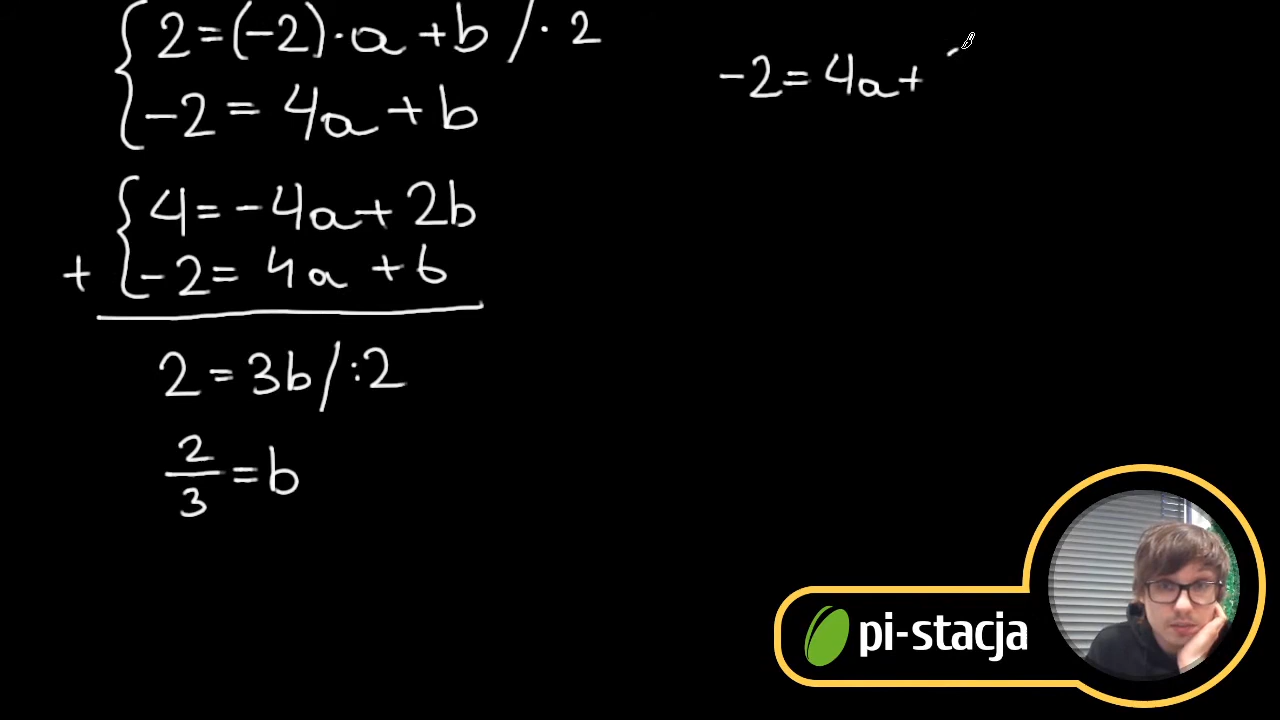 2=(-2)·a+b/·2
-2=4a+b
4=-4a+2b
+ -2=4a+b
2=3b/:2
2/3=b
-2=4a+
pi-stacja